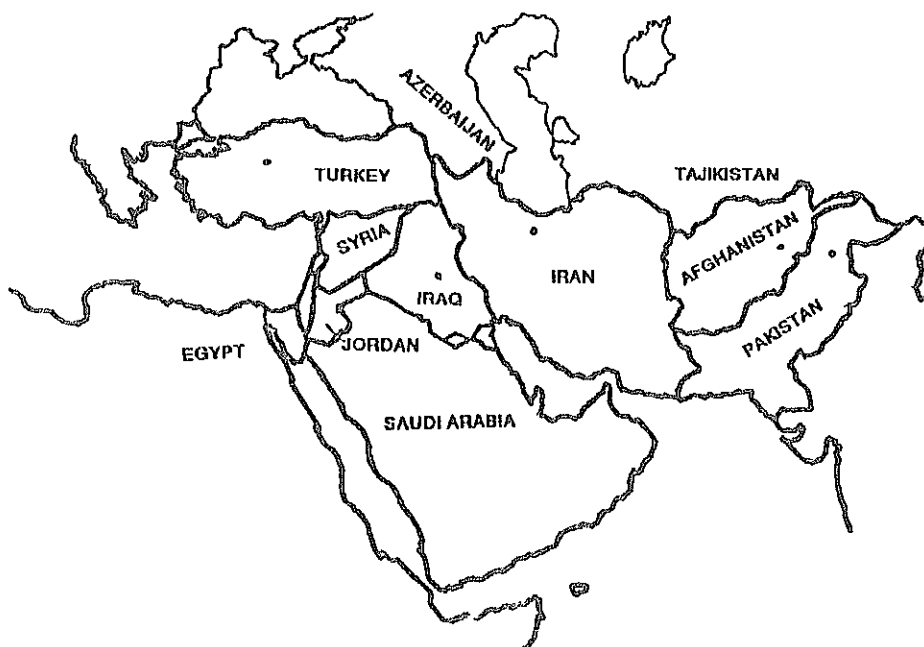 AZERBAIJAN
TURKEY
TAJIKISTAN
SYRIA
AFGHANISTAN
IRAN
IRAQ
PAKISTAN
EGYPT
JORDAN
SAUDI ARABIA